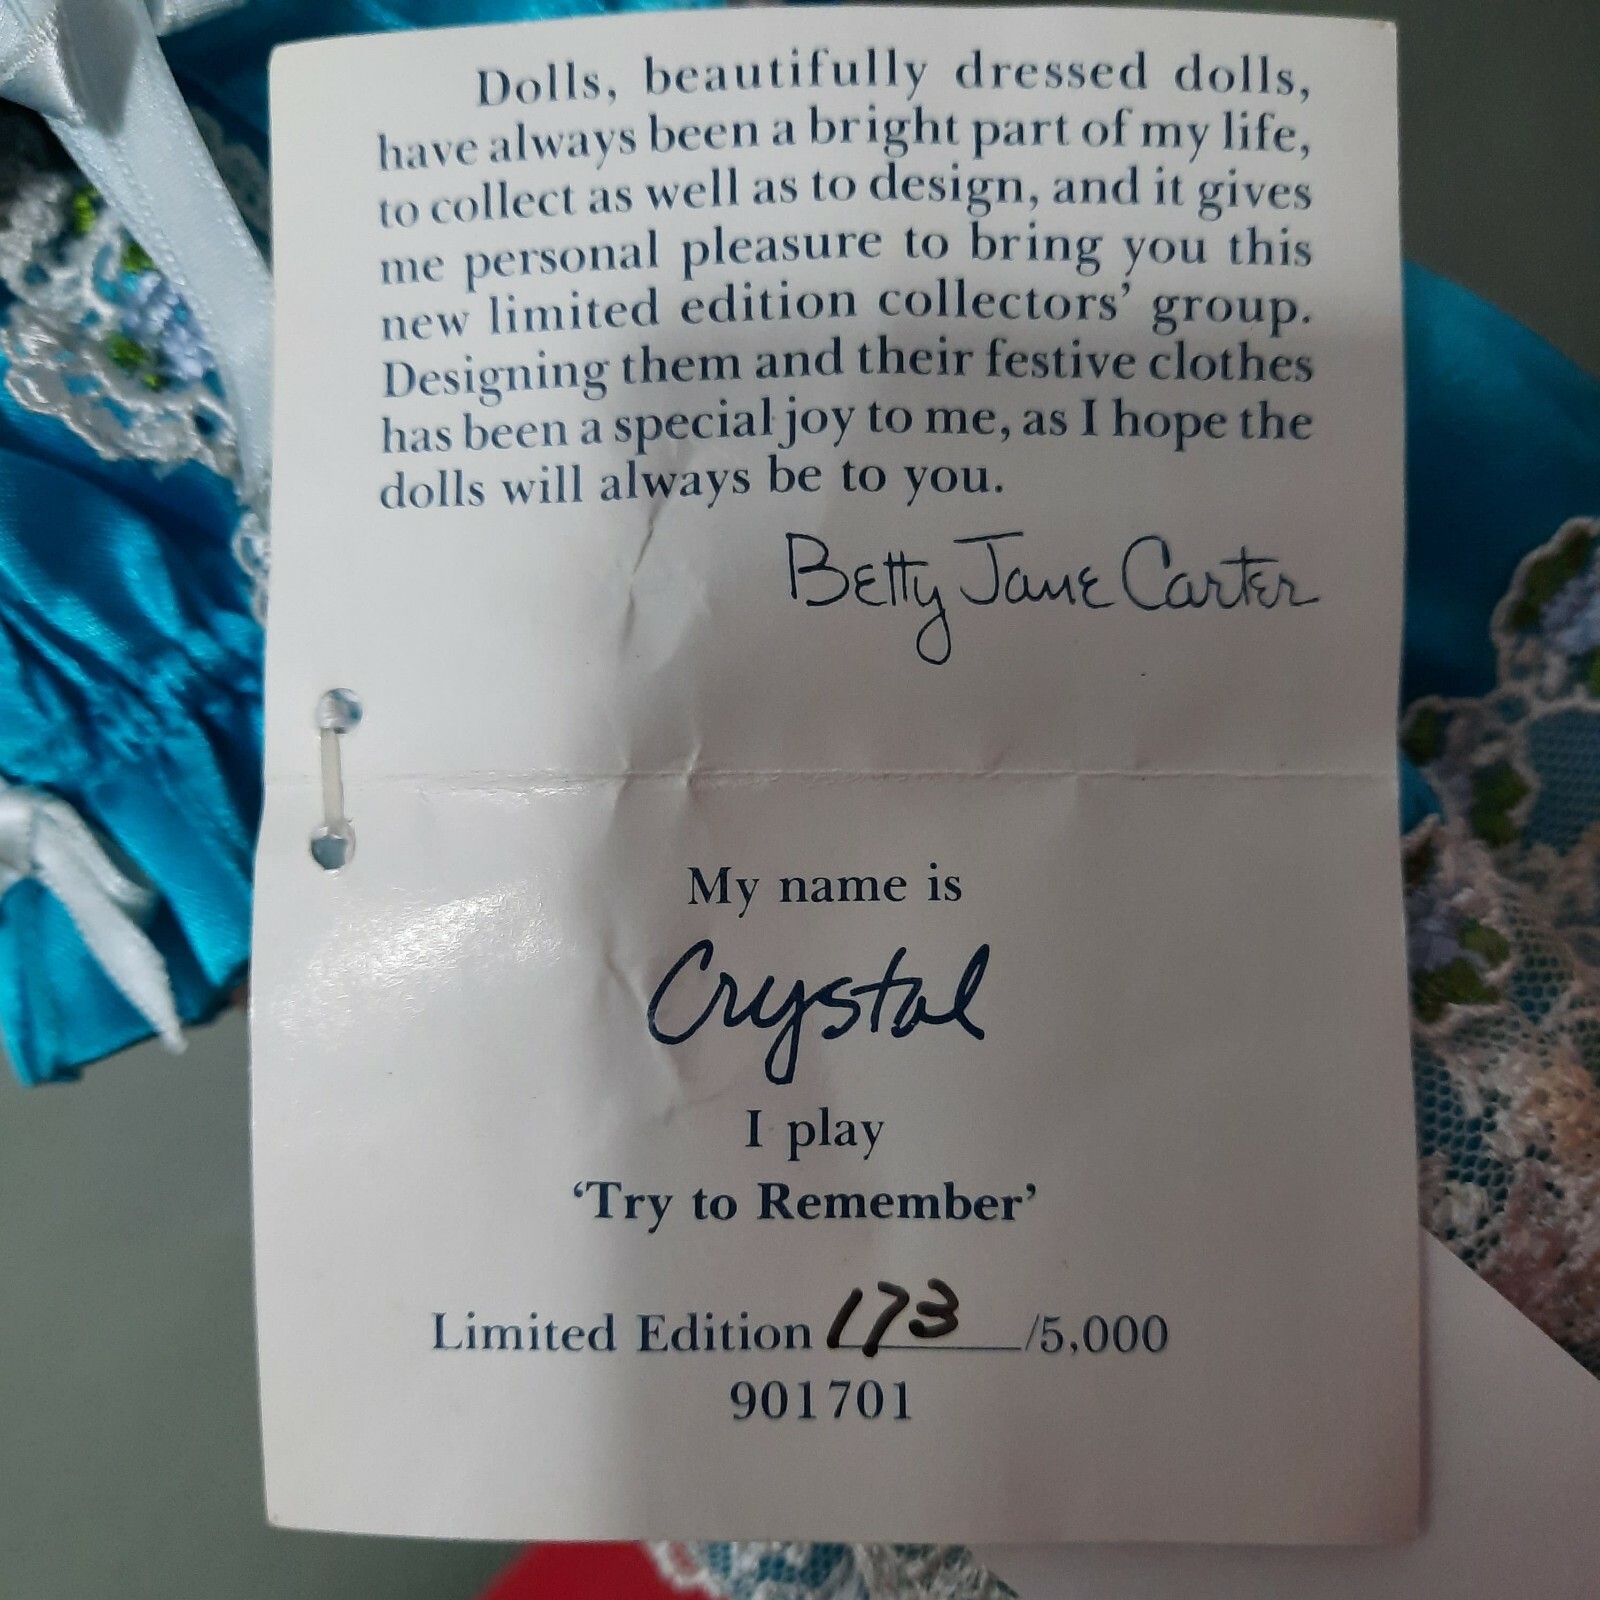 Dolls, beautifully dressed dolls,
have always been a bright part of my life,
to collect as well as to design, and it gives
me personal pleasure to bring you this
new limited edition collectors' group.
Designing them and their festive clothes
has been a special joy to me, as I hope the
dolls will always be to you.
Betty Jane Carter
My name is
Crystal
I play
‘Try to Remember’
Limited Edition 173 /5,000
901701